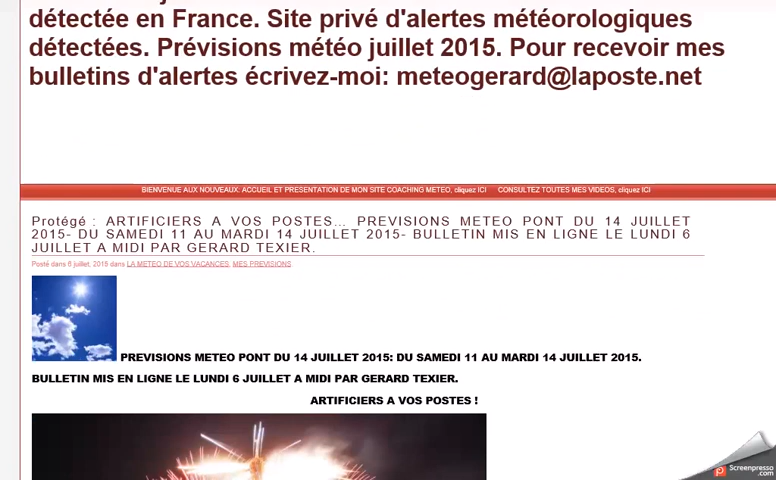 détectée en France. Site privé d'alertes météorologiques
détectées. Prévisions météo juillet 2015. Pour recevoir mes
bulletins d'alertes écrivez-moi: meteogerard@laposte.net
BIENVENUE AUX NOUVEAUX: ACCUEIL ET PRESENTATION DE MON SITE COACHING METEO, cliquez ICI CONSULTEZ TOUTES MES VIDEOS, cliquez ICI
Protégé : ARTIFICIERS A VOS POSTES... PREVISIONS METEO PONT DU 14 JUILLET
2015- DU SAMEDI 11 AU MARDI 14 JUILLET 2015- BULLETIN MIS EN LIGNE LE LUNDI 6
JUILLET A MIDI PAR GERARD TEXIER.
Posté dans 6 juillet, 2015 dans LA METEO DE VOS VACANCES, MES PREVISIONS
PREVISIONS METEO PONT DU 14 JUILLET 2015: DU SAMEDI 11 AU MARDI 14 JUILLET 2015.
BULLETIN MIS EN LIGNE LE LUNDI 6 JUILLET A MIDI PAR GERARD TEXIER.
ARTIFICIERS A VOS POSTES !
Screenpresso
.com